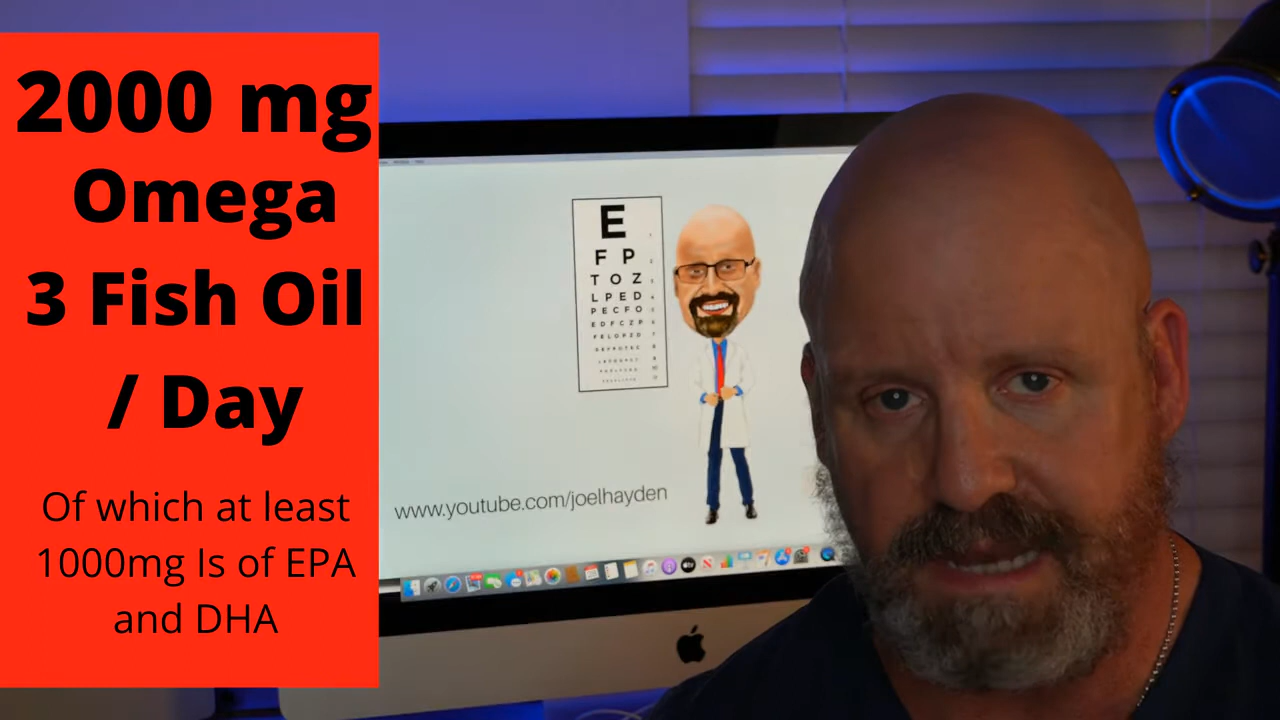 2000 mg
Omega
3 Fish Oil
/ Day
Of which at least
1000mg Is of EPA
and DHA
E
F P
T O Z
L P E D
P E C F D
E D F C Z P
F E L O P Z D
www.youtube.com/joelhayden